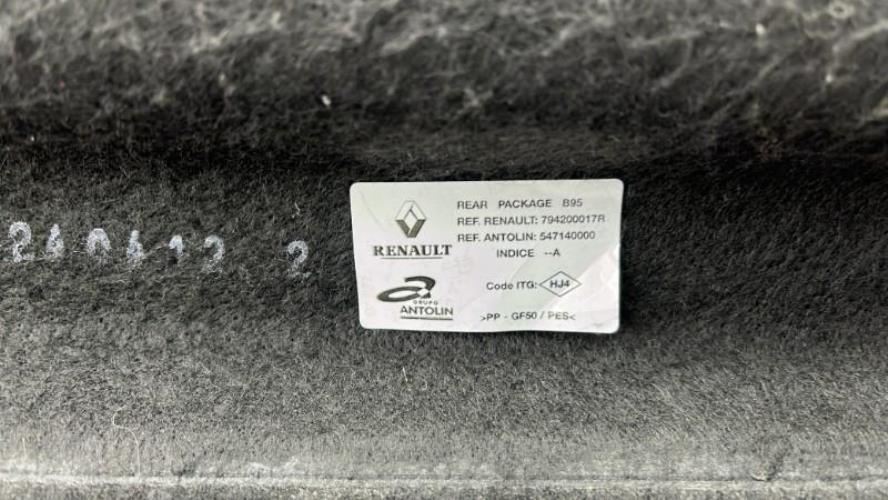 REAR PACKAGE B95
REF. RENAULT: 794200017R
REF. ANTOLIN: 547140000
INDICE --A
RENAULT
Code ITG: HJ4
GRUPO
ANTOLIN
>PP - GF50 / PES<
260412 2